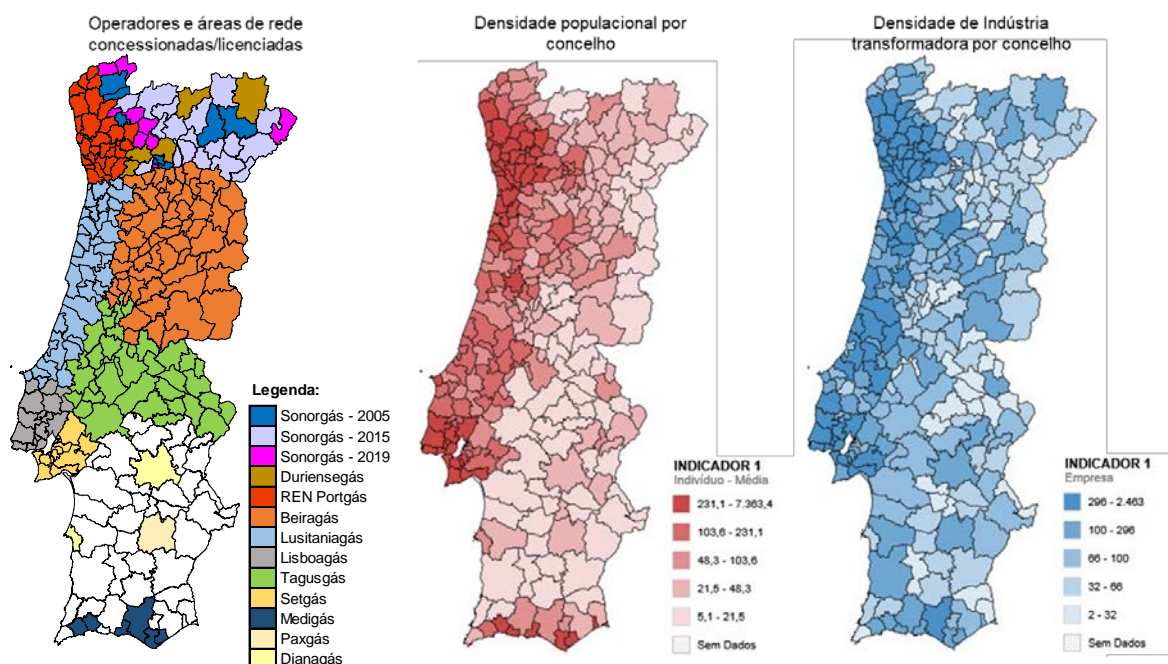 Operadores e áreas de rede
concessionadas/licenciadas
Legenda:
Sonorgás - 2005
Sonorgás - 2015
Sonorgás - 2019
Duriensegás
REN Portgás
Beiragás
Lusitaniagás
Lisboagás
Tagusgás
Setgás
Medigás
Paxgás
Dianagás
Densidade populacional por
concelho
INDICADOR 1
Indivíduo - Média
231,1 - 7.363,4
103,6 - 231,1
48,3 - 103,6
21,5 - 48,3
5,1 - 21,5
Sem Dados
Densidade de Indústria
transformadora por concelho
INDICADOR 1
Empresa
296 - 2.463
100 - 296
66 - 100
32 - 66
2 - 32
Sem Dados